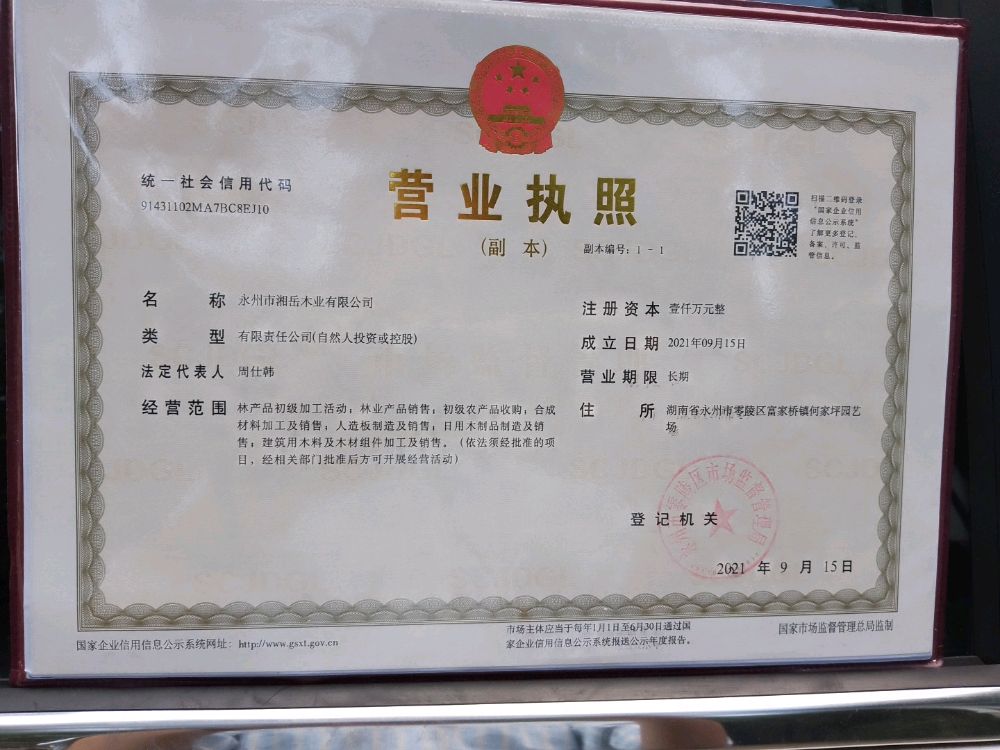 统一社会信用代码
91431102MA7BC8EJ10
营业执照
(副 本) 副本编号：1 - 1
扫描二维码登录
“国家企业信用
信息公示系统”
了解更多登记、
备案、许可、监
管信息。
名 称 永州市湘岳木业有限公司
类 型 有限责任公司(自然人投资或控股)
法定代表人 周仕韩
经营范围 林产品初级加工活动；林业产品销售；初级农产品收购；合成
材料加工及销售；人造板制造及销售；日用木制品制造及销
售；建筑用木料及木材组件加工及销售。（依法须经批准的项
目，经相关部门批准后方可开展经营活动）
注册资本 壹仟万元整
成立日期 2021年09月15日
营业期限 长期
住 所 湖南省永州市零陵区富家桥镇何家坪园艺
场
永州市零陵区市场监督管理局
登记机关
2021 年 9 月 15日
国家企业信用信息公示系统网址：http://www.gsxt.gov.cn
市场主体应当于每年1月1日至6月30日通过国
家企业信用信息公示系统报送公示年度报告。
国家市场监督管理总局监制